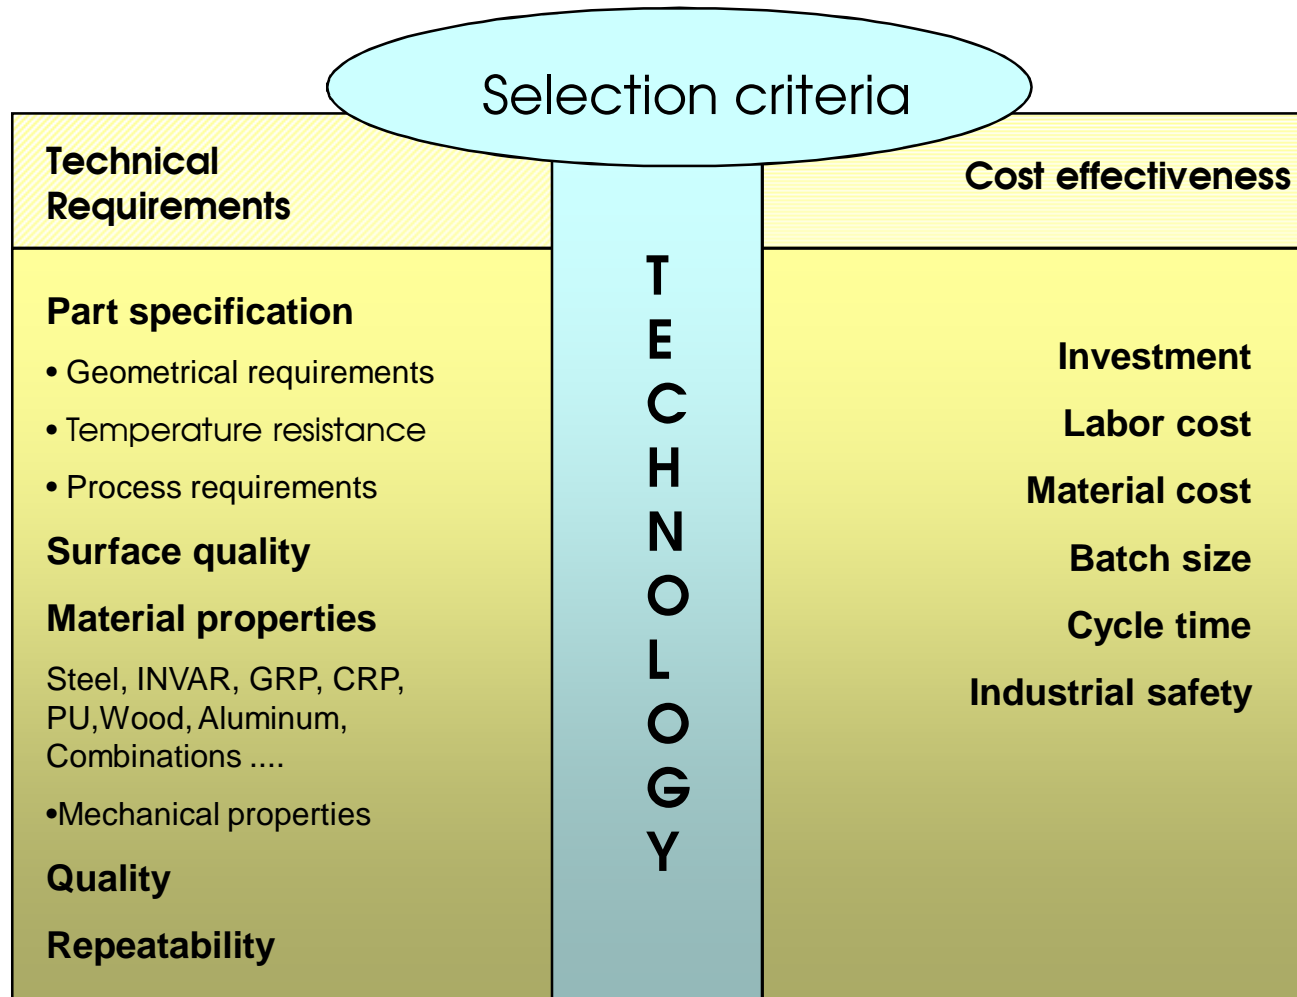 Selection criteria
Technical
Requirements
Part specification
• Geometrical requirements
• Temperature resistance
• Process requirements
Surface quality
Material properties
Steel, INVAR, GRP, CRP,
PU,Wood, Aluminum,
Combinations ....
•Mechanical properties
Quality
Repeatability
T
E
C
H
N
O
L
O
G
Y
Cost effectiveness
Investment
Labor cost
Material cost
Batch size
Cycle time
Industrial safety